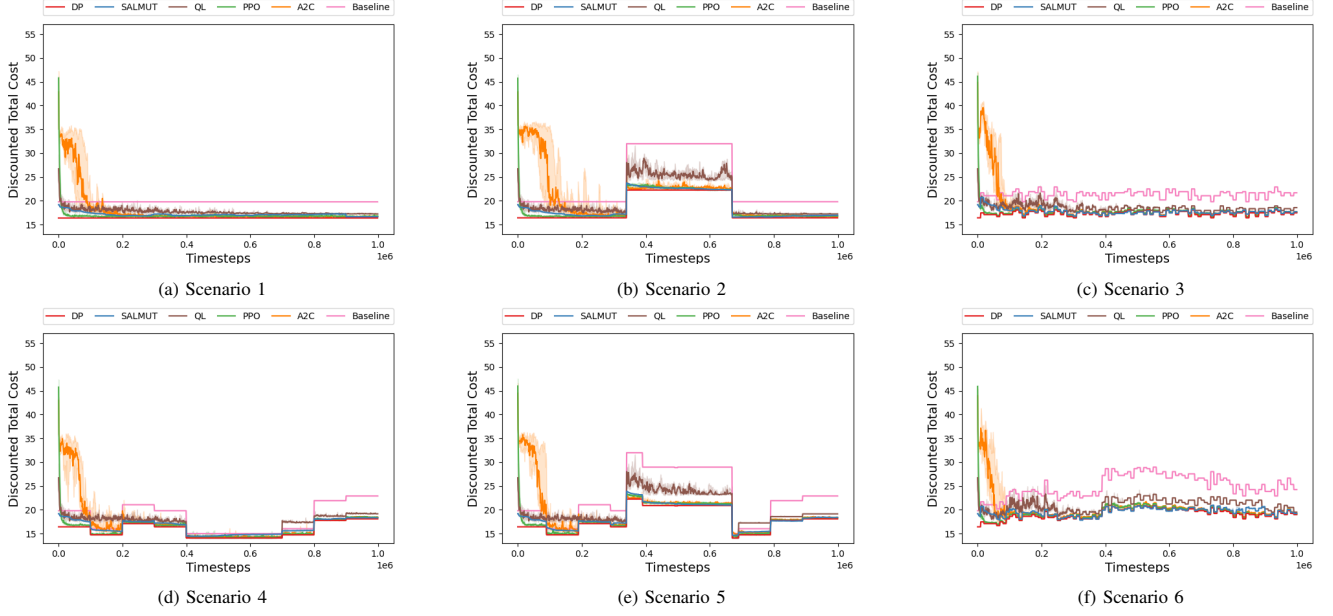 DP SALMUT QL PPO A2C Baseline
Discounted Total Cost
55
50
45
40
35
30
25
20
15
0.0 0.2 0.4 0.6 0.8 1.0
1e6
Timesteps
(a) Scenario 1
DP SALMUT QL PPO A2C Baseline
Discounted Total Cost
55
50
45
40
35
30
25
20
15
0.0 0.2 0.4 0.6 0.8 1.0
1e6
Timesteps
(b) Scenario 2
DP SALMUT QL PPO A2C Baseline
Discounted Total Cost
55
50
45
40
35
30
25
20
15
0.0 0.2 0.4 0.6 0.8 1.0
1e6
Timesteps
(c) Scenario 3
DP SALMUT QL PPO A2C Baseline
Discounted Total Cost
55
50
45
40
35
30
25
20
15
0.0 0.2 0.4 0.6 0.8 1.0
1e6
Timesteps
(d) Scenario 4
DP SALMUT QL PPO A2C Baseline
Discounted Total Cost
55
50
45
40
35
30
25
20
15
0.0 0.2 0.4 0.6 0.8 1.0
1e6
Timesteps
(e) Scenario 5
DP SALMUT QL PPO A2C Baseline
Discounted Total Cost
55
50
45
40
35
30
25
20
15
0.0 0.2 0.4 0.6 0.8 1.0
1e6
Timesteps
(f) Scenario 6